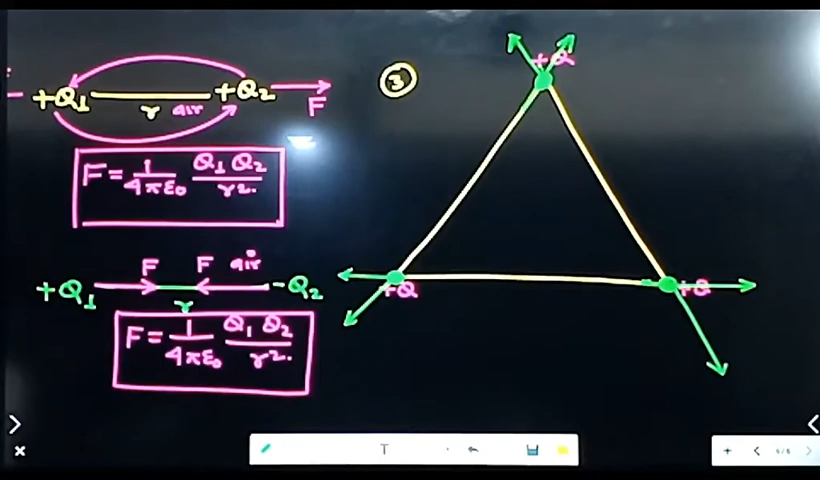 +Q₁ r air +Q₂ F
F = 1/4πε₀ Q₁Q₂/r².
F F air
+Q₁ r -Q₂
F = 1/4πε₀ Q₁Q₂/r².
3
+Q
+Q +Q
T